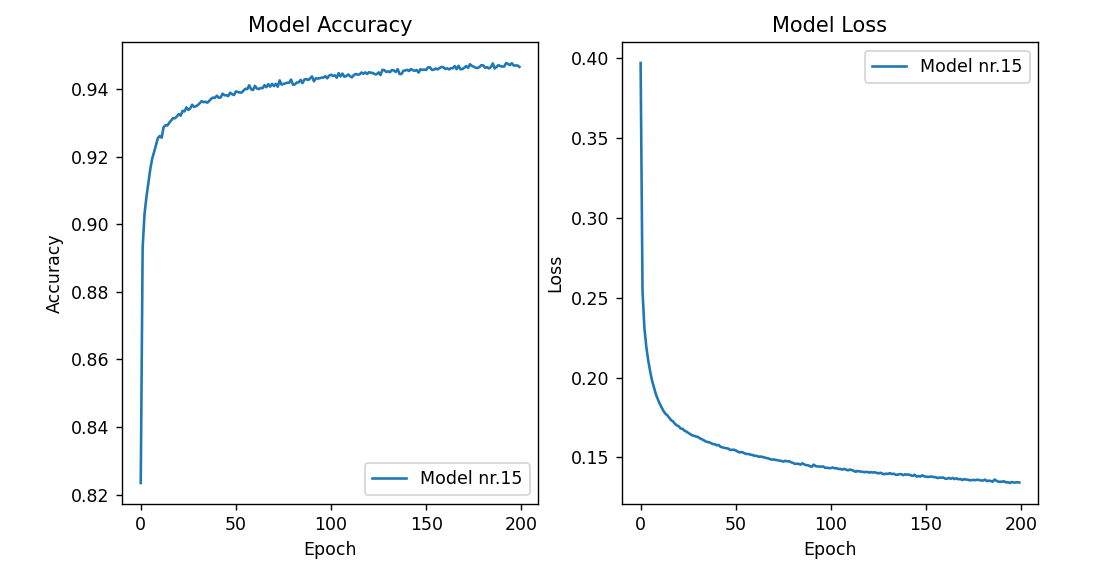 Model Accuracy
Accuracy
0.94
0.92
0.90
0.88
0.86
0.84
0.82
0 50 100 150 200
Epoch
Model nr.15
Model Loss
Loss
0.40
0.35
0.30
0.25
0.20
0.15
0 50 100 150 200
Epoch
Model nr.15